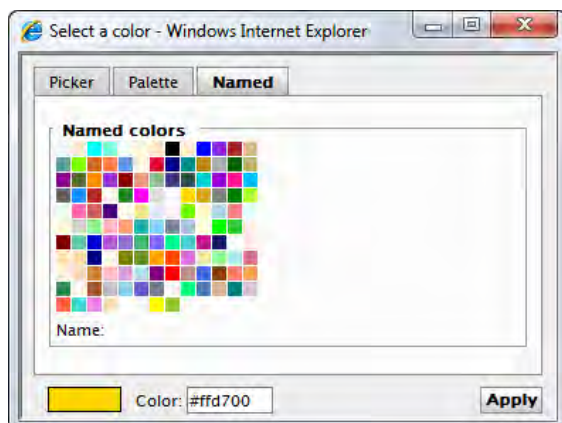 Select a color - Windows Internet Explorer
Picker Palette Named
Named colors
Name:
Color: #ffd700 Apply